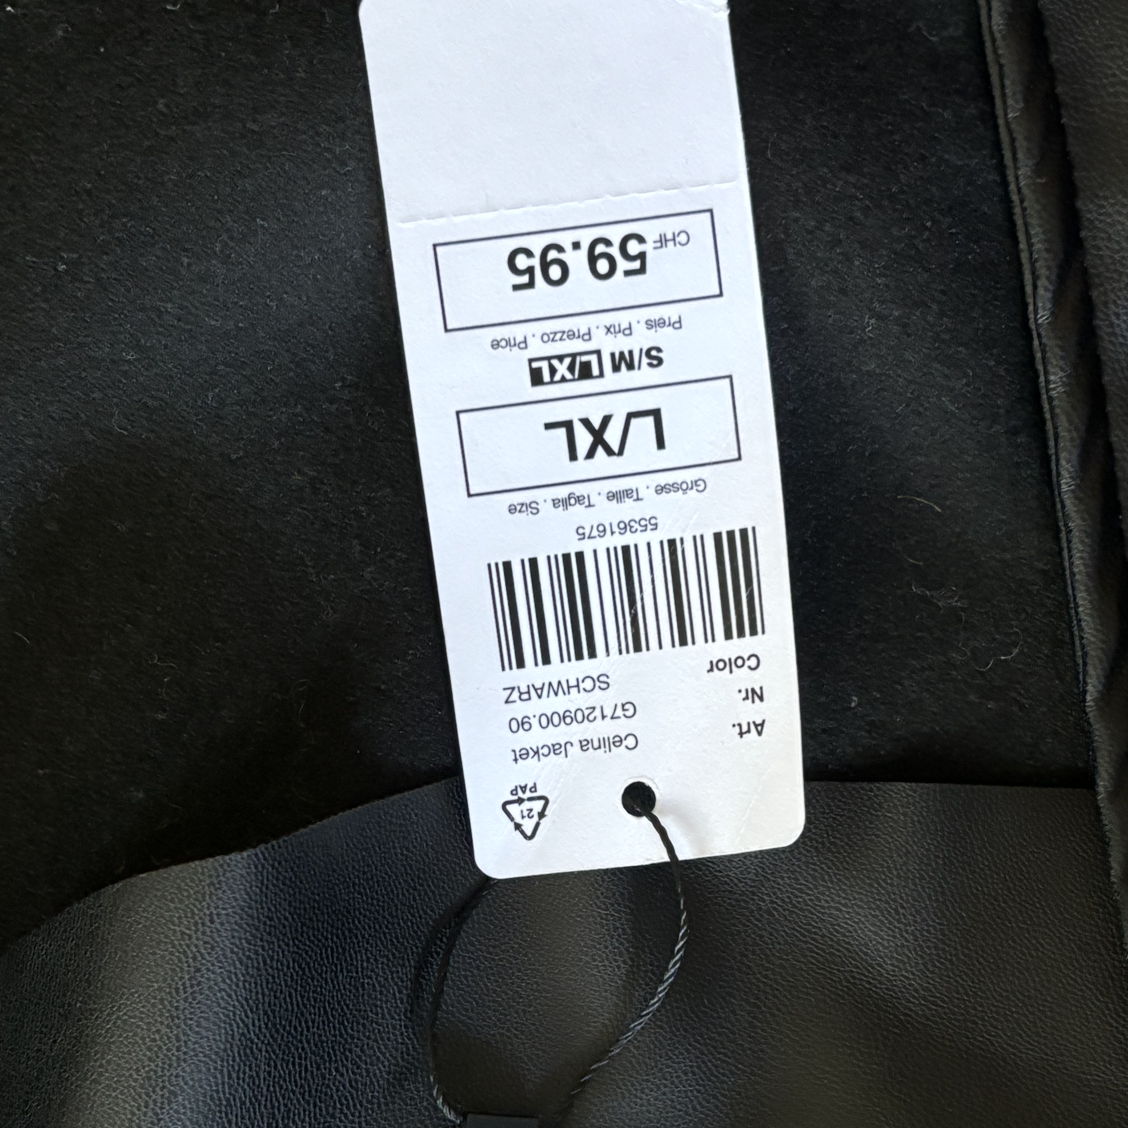 21
PAP
Art. Celina Jacket
Nr. G7120900.90
Color SCHWARZ
55361675
Grösse . Taille . Taglia . Size
L/XL
S/M L/XL
Preis . Prix . Prezzo . Price
CHF 59.95